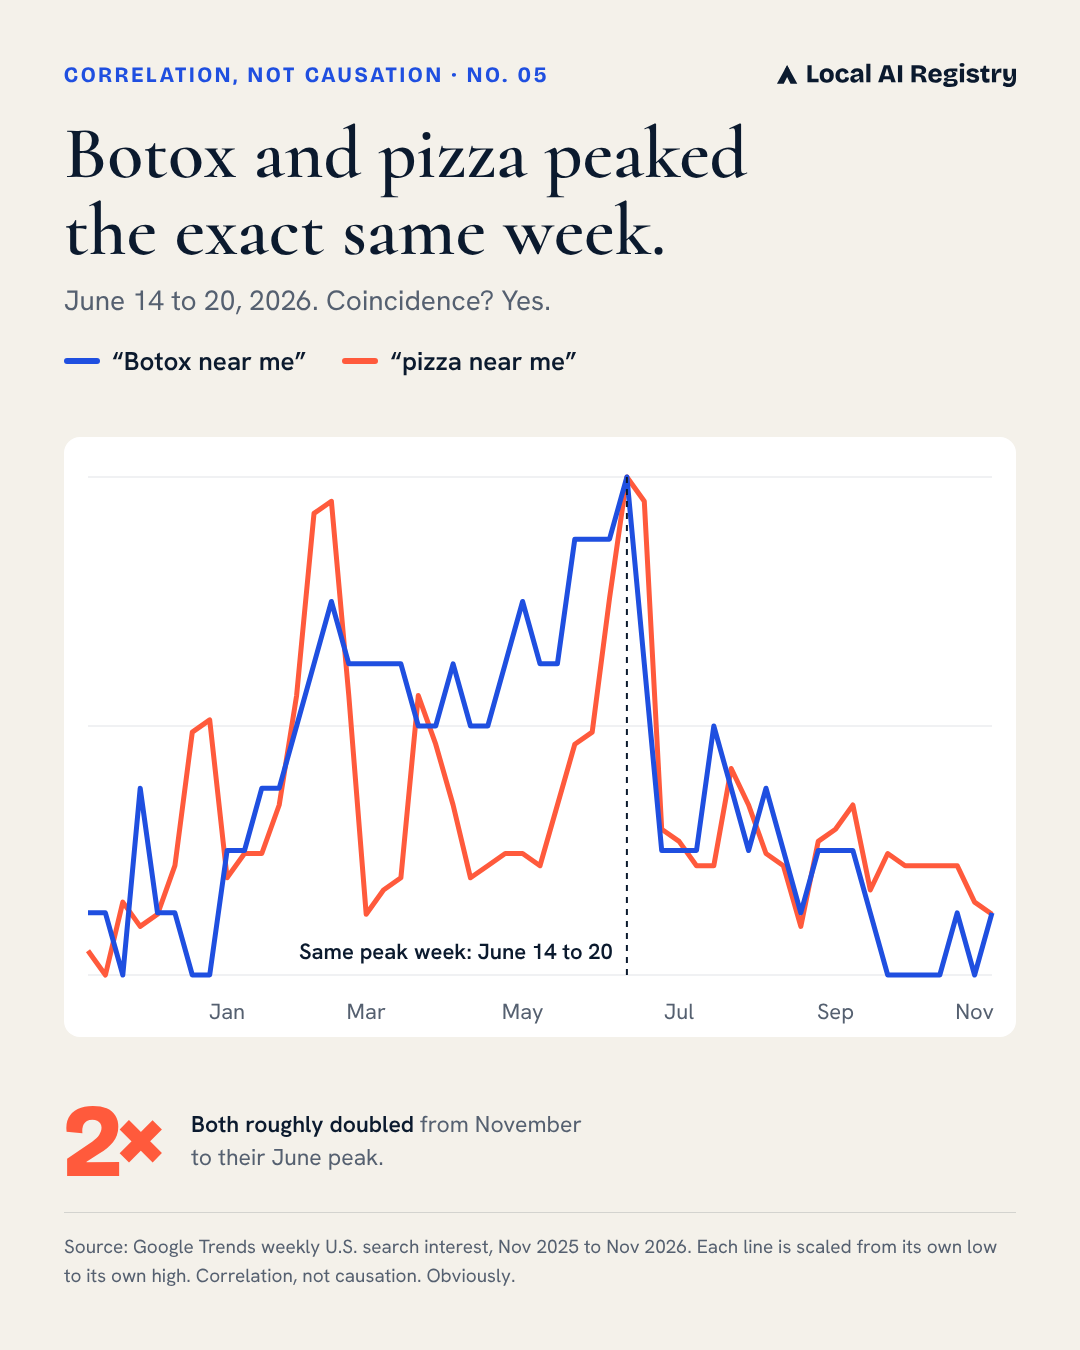 CORRELATION, NOT CAUSATION · NO. 05
Local AI Registry
Botox and pizza peaked
the exact same week.
June 14 to 20, 2026. Coincidence? Yes.
“Botox near me” “pizza near me”
Same peak week: June 14 to 20
Jan Mar May Jul Sep Nov
2×
Both roughly doubled from November
to their June peak.
Source: Google Trends weekly U.S. search interest, Nov 2025 to Nov 2026. Each line is scaled from its own low
to its own high. Correlation, not causation. Obviously.